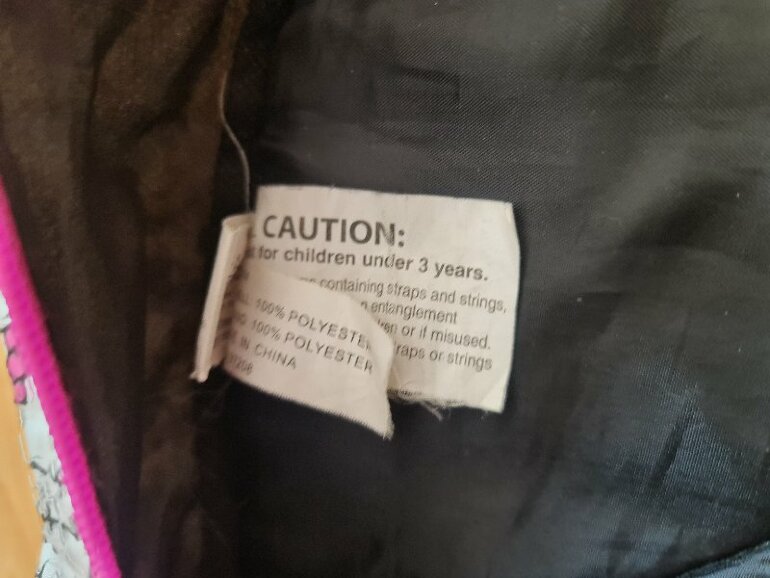 CAUTION:
for children under 3 years.
containing straps and strings,
entanglement
or if misused.
straps or strings
100% POLYESTER
100% POLYESTER
IN CHINA